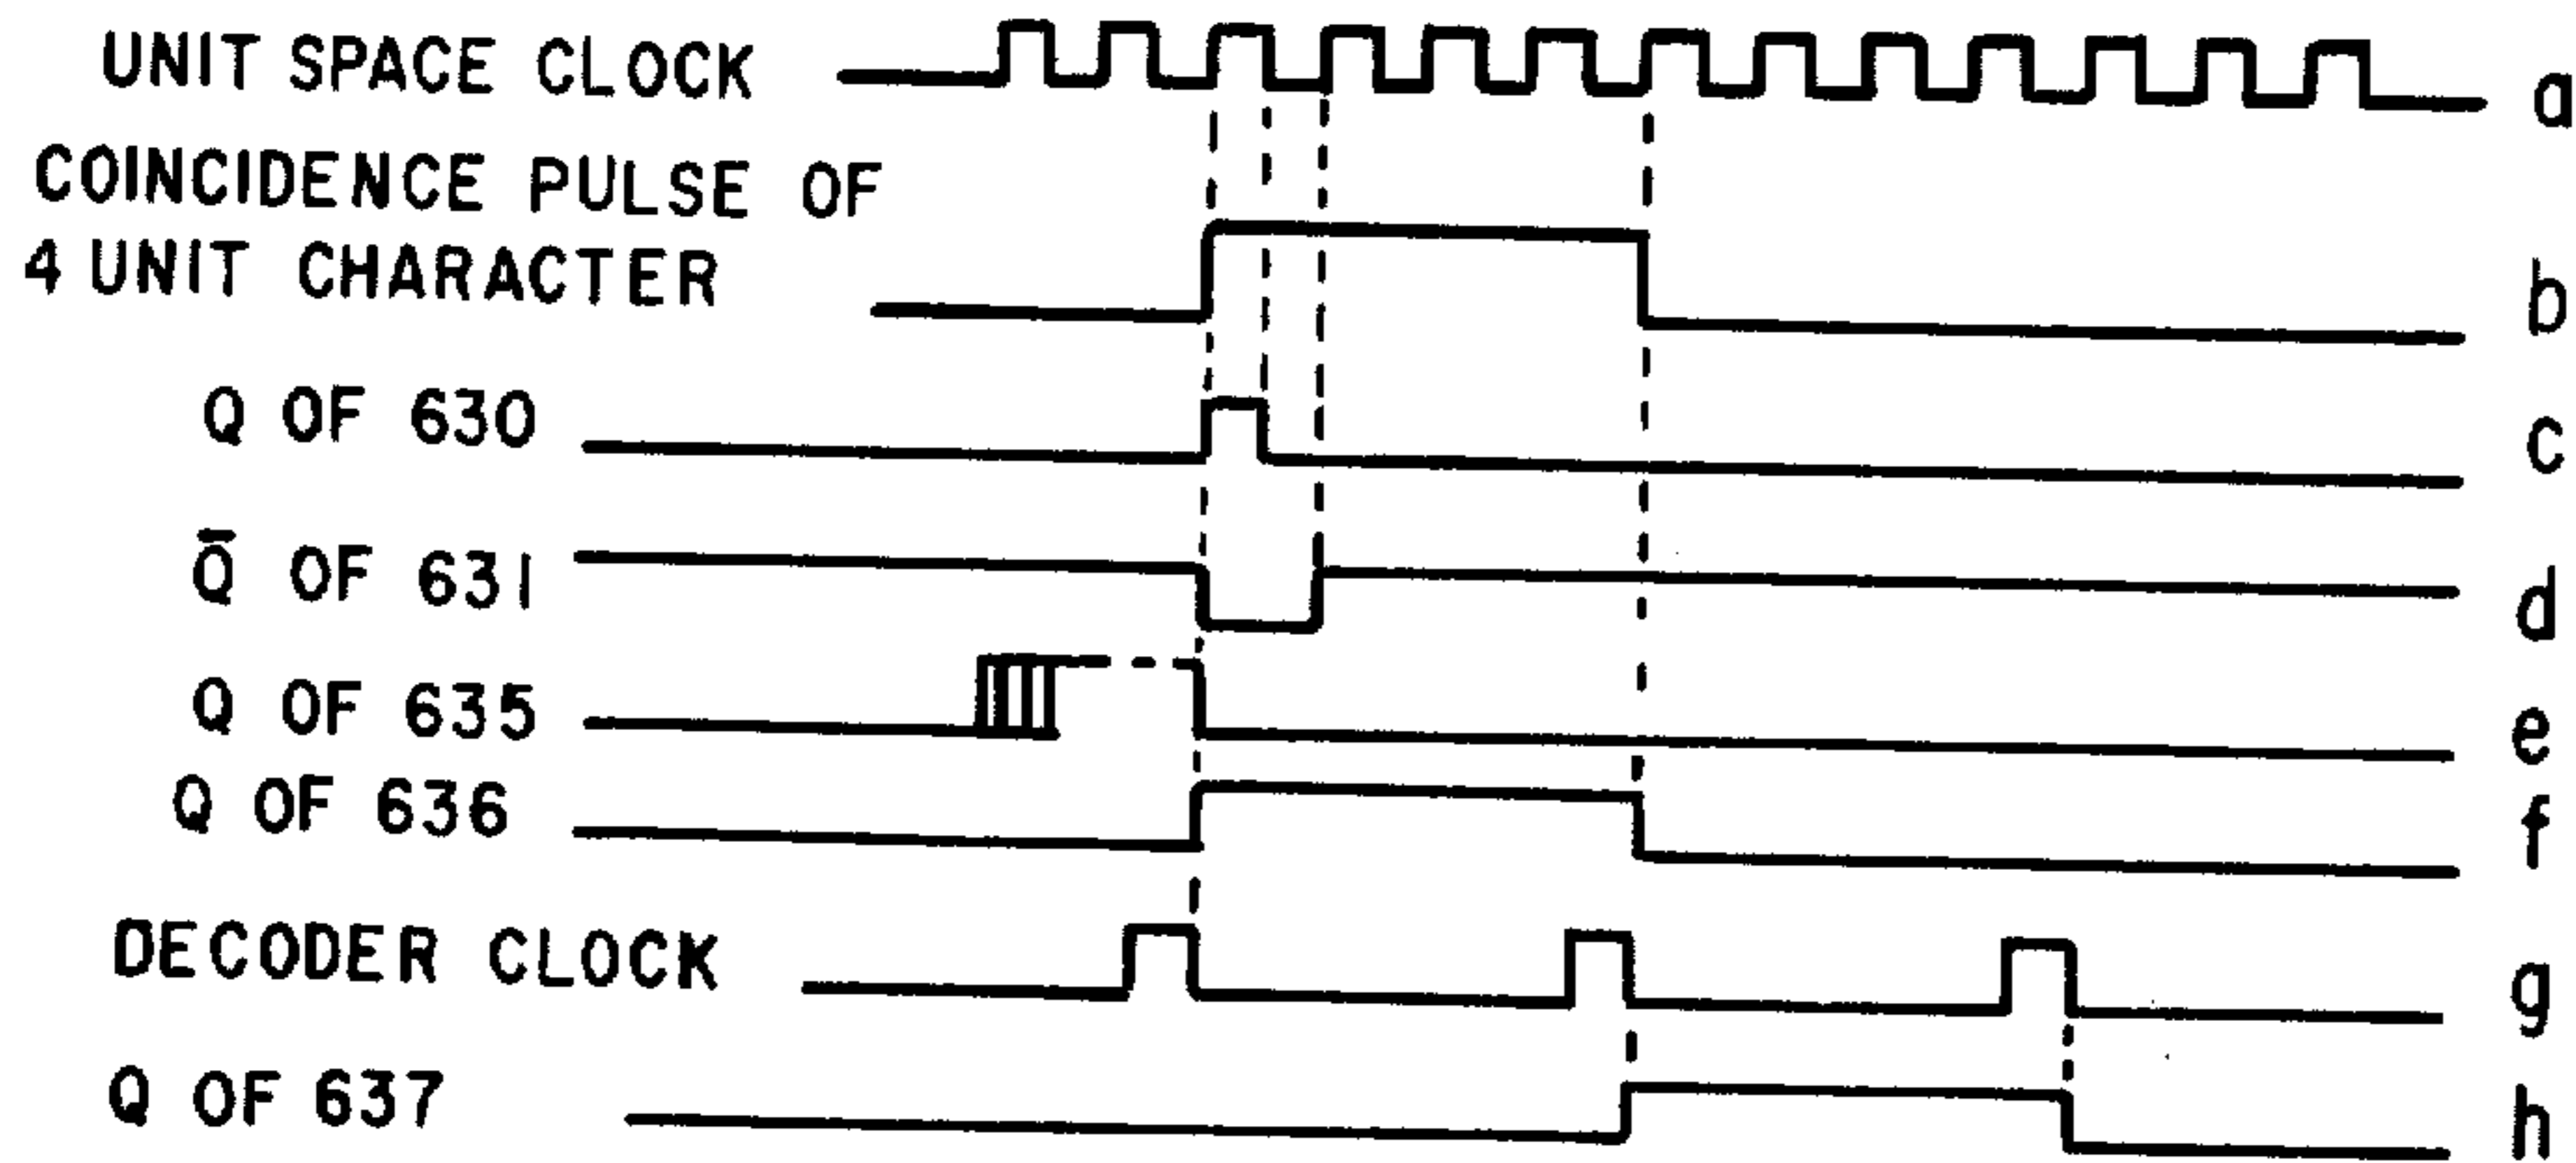 UNIT SPACE CLOCK
a
COINCIDENCE PULSE OF
4 UNIT CHARACTER
b
Q OF 630
c
Q̅ OF 631
d
Q OF 635
e
Q OF 636
f
DECODER CLOCK
g
Q OF 637
h